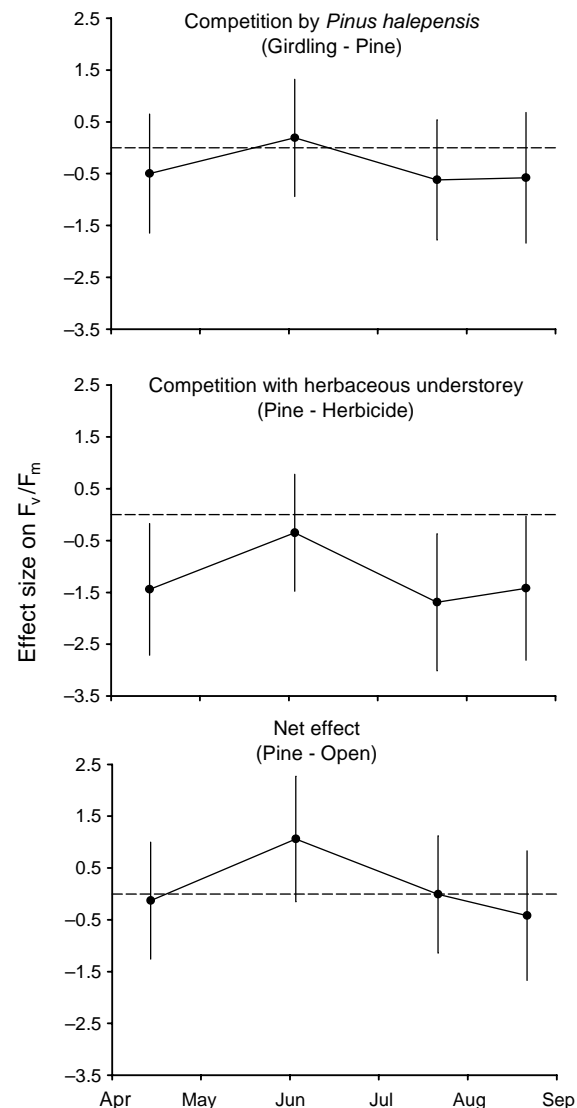 Competition by Pinus halepensis
(Girdling - Pine)
2.5
1.5
0.5
–0.5
–1.5
–2.5
–3.5
Competition with herbaceous understorey
(Pine - Herbicide)
2.5
1.5
0.5
–0.5
–1.5
–2.5
–3.5
Effect size on Fv/Fm
Net effect
(Pine - Open)
2.5
1.5
0.5
–0.5
–1.5
–2.5
–3.5
Apr May Jun Jul Aug Sep